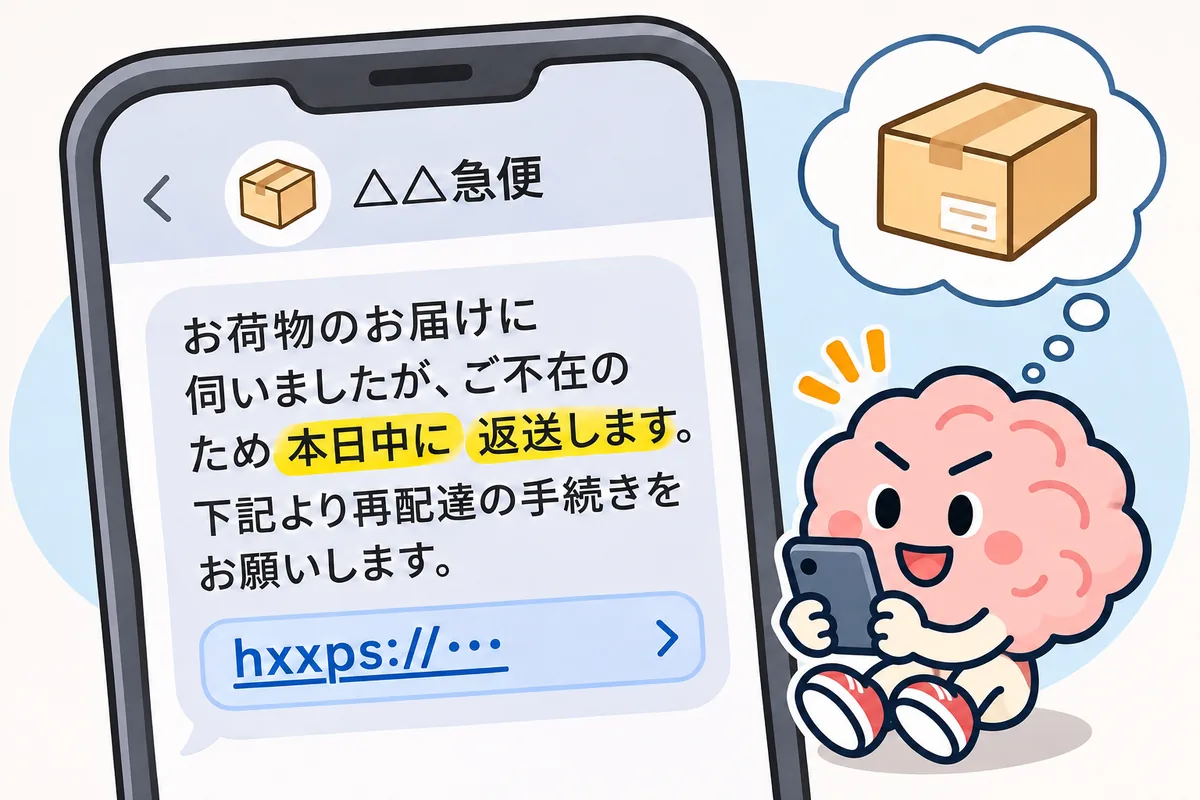 △△急便
お荷物のお届けに
伺いましたが、ご不在の
ため 本日中に 返送します。
下記より再配達の手続きを
お願いします。
hxxps://…